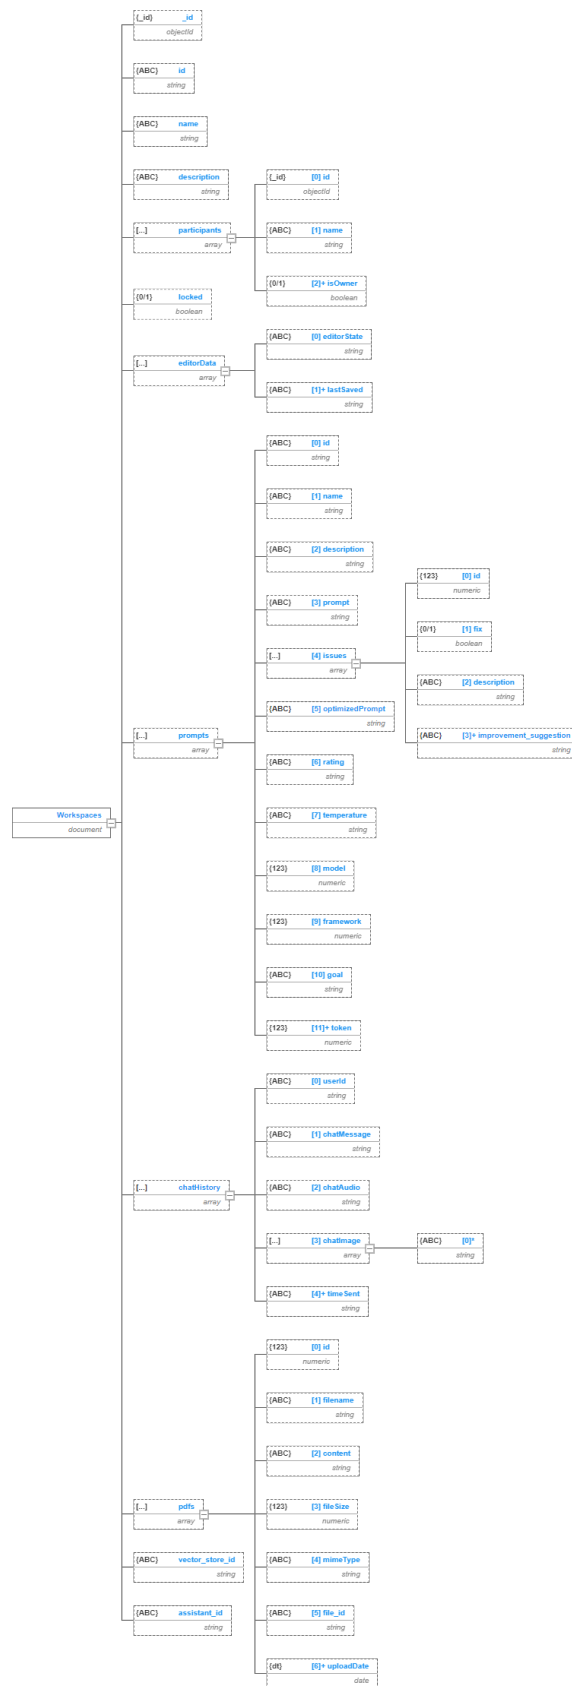 {_id} _id
objectId
{ABC} id
string
{ABC} name
string
{ABC} description
string
[...] participants
array
{_id} [0] id
objectId
{ABC} [1] name
string
{0/1} [2]+ isOwner
boolean
{0/1} locked
boolean
[...] editorData
array
{ABC} [0] editorState
string
{ABC} [1]+ lastSaved
string
[...] prompts
array
{ABC} [0] id
string
{ABC} [1] name
string
{ABC} [2] description
string
{ABC} [3] prompt
string
[...] [4] issues
array
{123} [0] id
numeric
{0/1} [1] fix
boolean
{ABC} [2] description
string
{ABC} [3]+ improvement_suggestion
string
{ABC} [5] optimizedPrompt
string
{ABC} [6] rating
string
{ABC} [7] temperature
string
{123} [8] model
numeric
{123} [9] framework
numeric
{ABC} [10] goal
string
{123} [11]+ token
numeric
Workspaces
document
[...] chatHistory
array
{ABC} [0] userId
string
{ABC} [1] chatMessage
string
{ABC} [2] chatAudio
string
[...] [3] chatImage
array
{ABC} [0]*
string
{ABC} [4]+ timeSent
string
[...] pdfs
array
{123} [0] id
numeric
{ABC} [1] filename
string
{ABC} [2] content
string
{123} [3] fileSize
numeric
{ABC} [4] mimeType
string
{ABC} [5] file_id
string
{dt} [6]+ uploadDate
date
{ABC} vector_store_id
string
{ABC} assistant_id
string